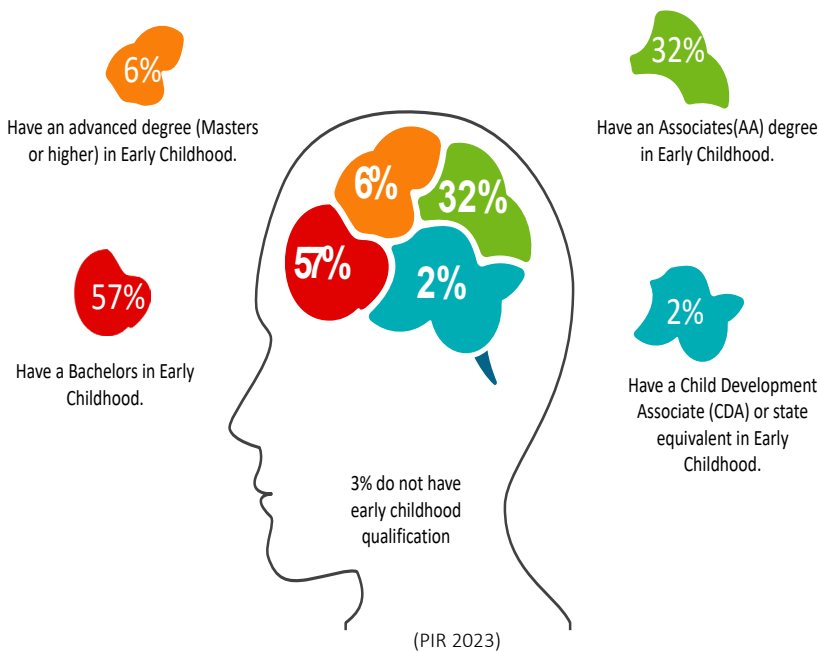 6%
Have an advanced degree (Masters
or higher) in Early Childhood.
32%
Have an Associates(AA) degree
in Early Childhood.
6%
32%
57%
2%
57%
Have a Bachelors in Early
Childhood.
2%
Have a Child Development
Associate (CDA) or state
equivalent in Early
Childhood.
3% do not have
early childhood
qualification
(PIR 2023)